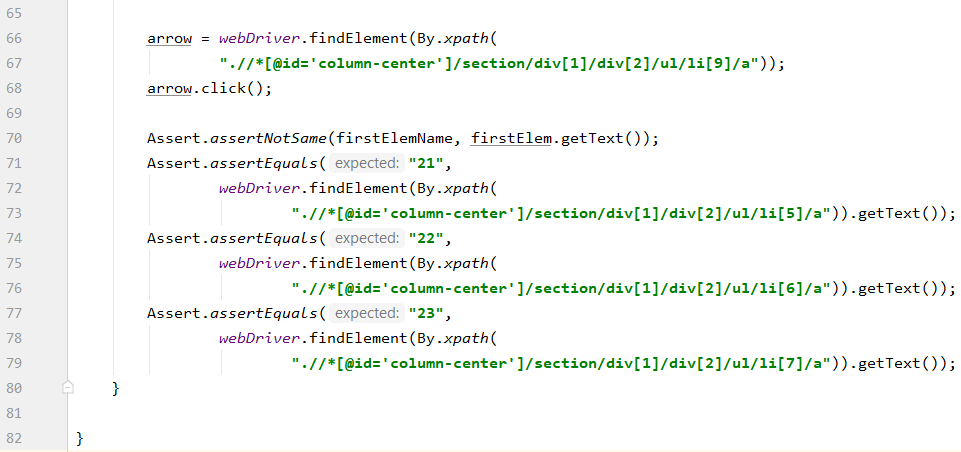 65
66 arrow = webDriver.findElement(By.xpath(
67 ".//*[@id='column-center']/section/div[1]/div[2]/ul/li[9]/a"));
68 arrow.click();
69
70 Assert.assertNotSame(firstElemName, firstElem.getText());
71 Assert.assertEquals( expected: "21",
72 webDriver.findElement(By.xpath(
73 ".//*[@id='column-center']/section/div[1]/div[2]/ul/li[5]/a")).getText());
74 Assert.assertEquals( expected: "22",
75 webDriver.findElement(By.xpath(
76 ".//*[@id='column-center']/section/div[1]/div[2]/ul/li[6]/a")).getText());
77 Assert.assertEquals( expected: "23",
78 webDriver.findElement(By.xpath(
79 ".//*[@id='column-center']/section/div[1]/div[2]/ul/li[7]/a")).getText());
80 }
81
82 }